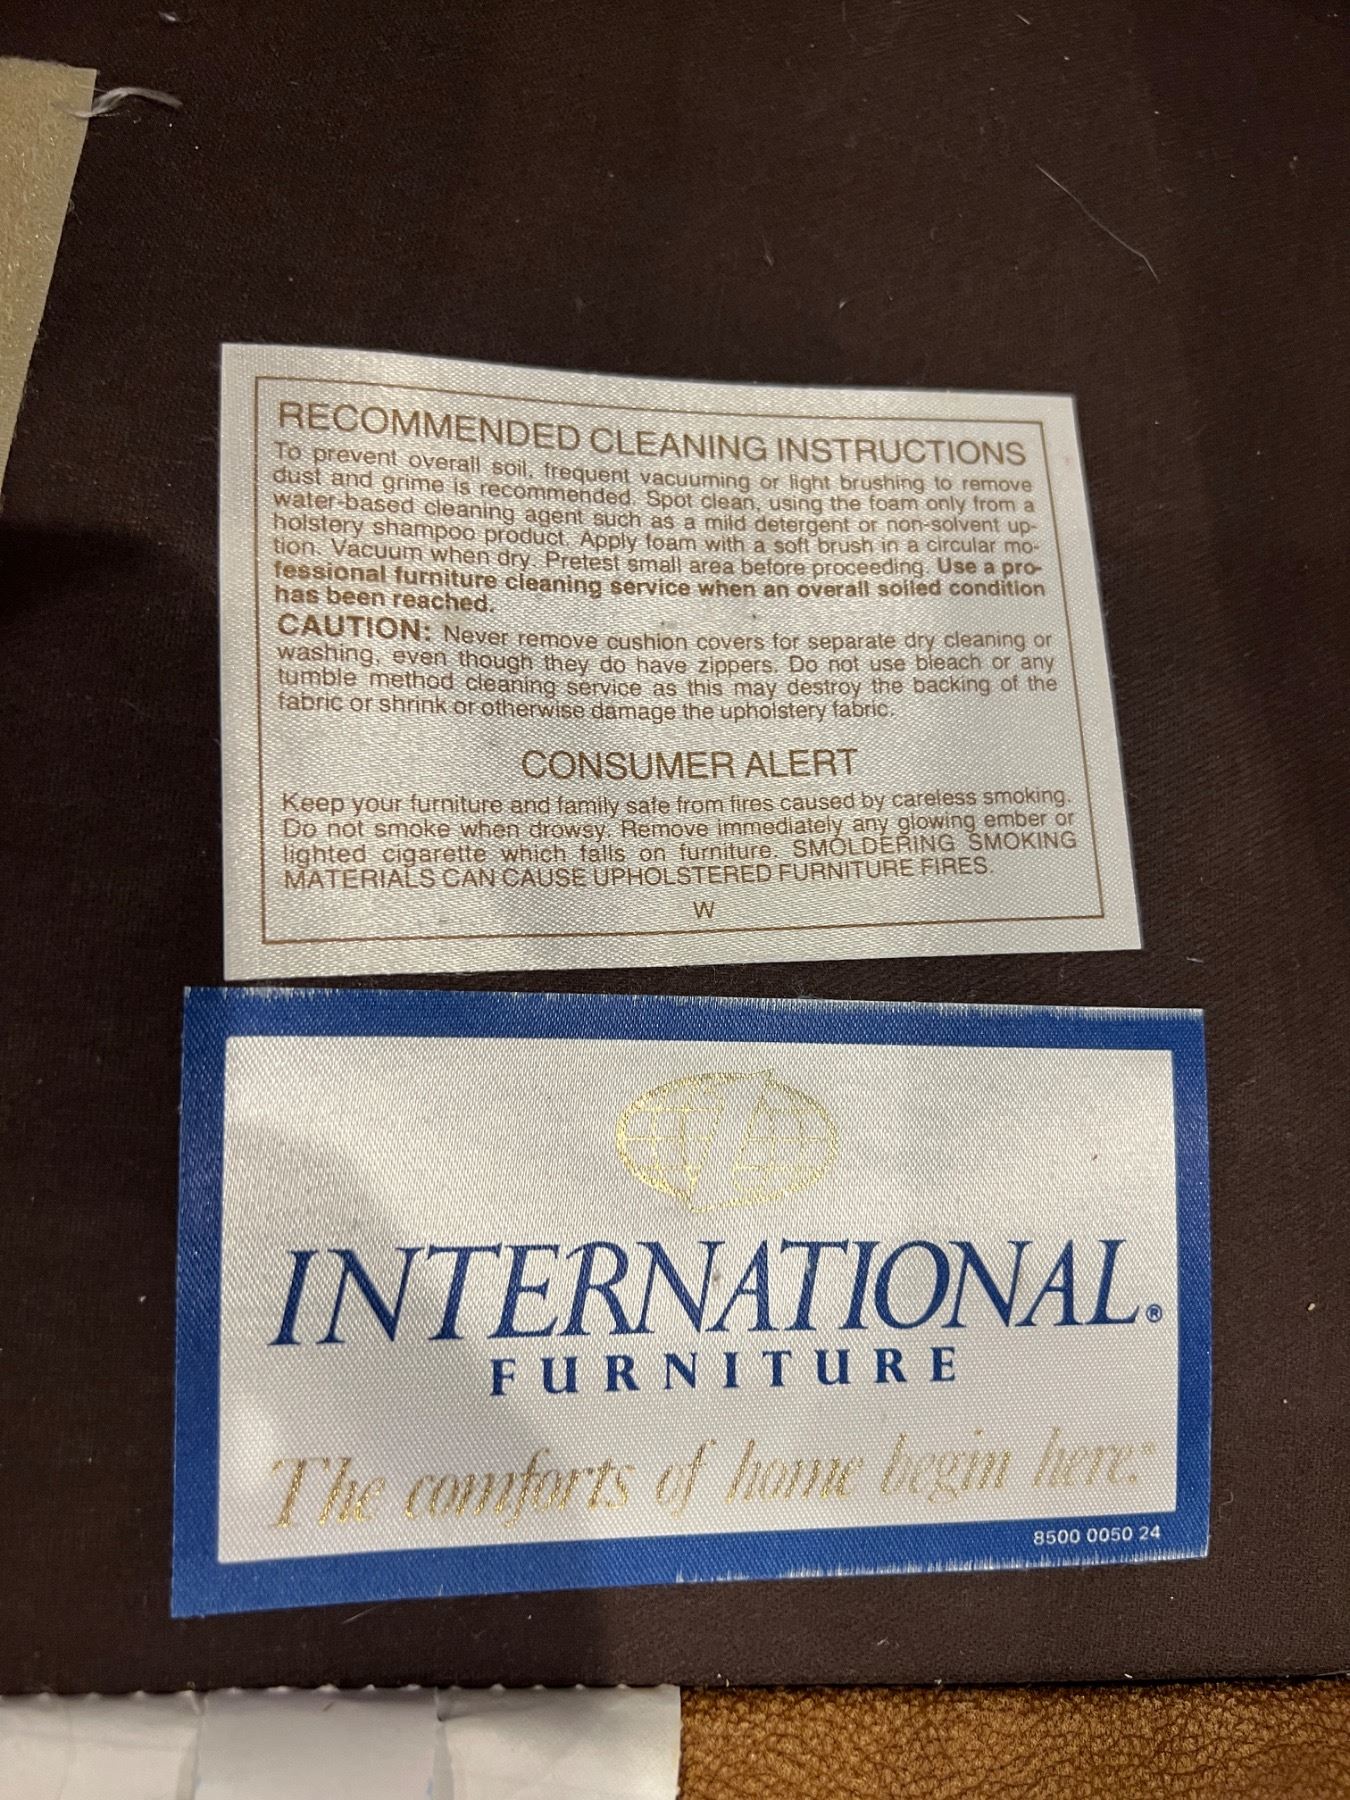 RECOMMENDED CLEANING INSTRUCTIONS
To prevent overall soil, frequent vacuuming or light brushing to remove
dust and grime is recommended. Spot clean, using the foam only from a
water-based cleaning agent such as a mild detergent or non-solvent up-
holstery shampoo product. Apply foam with a soft brush in a circular mo-
tion. Vacuum when dry. Pretest small area before proceeding. Use a pro-
fessional furniture cleaning service when an overall soiled condition
has been reached.
CAUTION: Never remove cushion covers for separate dry cleaning or
washing, even though they do have zippers. Do not use bleach or any
tumble method cleaning service as this may destroy the backing of the
fabric or shrink or otherwise damage the upholstery fabric.
CONSUMER ALERT
Keep your furniture and family safe from fires caused by careless smoking.
Do not smoke when drowsy. Remove immediately any glowing ember or
lighted cigarette which falls on furniture. SMOLDERING SMOKING
MATERIALS CAN CAUSE UPHOLSTERED FURNITURE FIRES.
W
INTERNATIONAL®
FURNITURE
The comforts of home begin here.
8500 0050 24